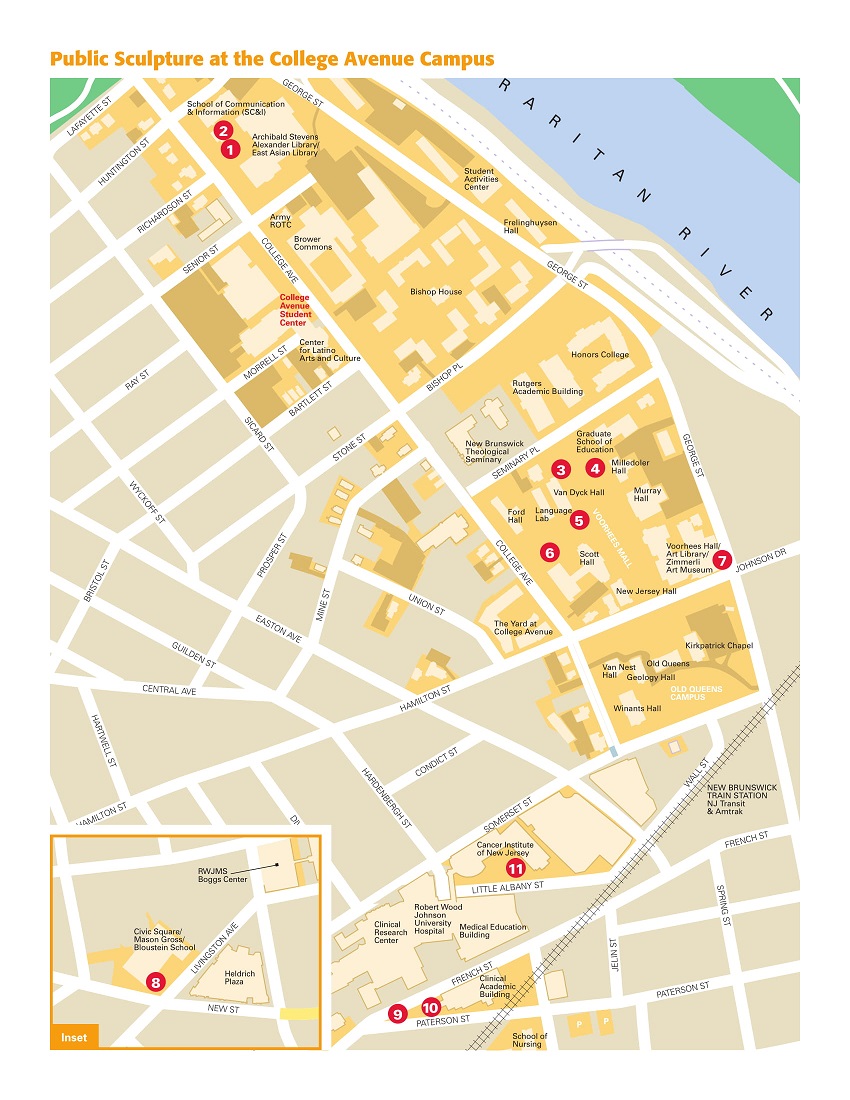 Public Sculpture at the College Avenue Campus
LAFAYETTE ST
School of Communication
& Information (SC&I)
GEORGE ST
RARITAN RIVER
2
1
Archibald Stevens
Alexander Library/
East Asian Library
HUNTINGTON ST
Student
Activities
Center
RICHARDSON ST
Army
ROTC
Frelinghuysen
Hall
Brower
Commons
COLLEGE AVE
SENIOR ST
GEORGE ST
Bishop House
College
Avenue
Student
Center
Center
for Latino
Arts and Culture
MORRELL ST
Honors College
RAY ST
BISHOP PL
Rutgers
Academic Building
BARTLETT ST
SICARD ST
STONE ST
New Brunswick
Theological
Seminary
SEMINARY PL
Graduate
School of
Education
GEORGE ST
3
4
Milledoler
Hall
Van Dyck Hall
Murray
Hall
WYCKOFF ST
Ford
Hall
Language
Lab
5
VOORHEES MALL
PROSPER ST
6
Scott
Hall
Voorhees Hall/
Art Library/
Zimmerli
Art Museum
7
JOHNSON DR
COLLEGE AVE
BRISTOL ST
MINE ST
UNION ST
New Jersey Hall
EASTON AVE
The Yard at
College Avenue
GUILDEN ST
Kirkpatrick Chapel
Van Nest
Hall
Old Queens
Geology Hall
OLD QUEENS
CAMPUS
CENTRAL AVE
HAMILTON ST
Winants Hall
HARTWELL ST
CONDICT ST
HARDENBERGH ST
WALL ST
NEW BRUNSWICK
TRAIN STATION
NJ Transit
& Amtrak
HAMILTON ST
SOMERSET ST
FRENCH ST
Cancer Institute
of New Jersey
11
LITTLE ALBANY ST
SPRING ST
RWJMS
Boggs Center
Robert Wood
Johnson
University
Hospital
Clinical
Research
Center
Medical Education
Building
Civic Square/
Mason Gross/
Bloustein School
LIVINGSTON AVE
JELIN ST
Heldrich
Plaza
8
FRENCH ST
Clinical
Academic
Building
PATERSON ST
NEW ST
9
10
PATERSON ST
P
P
School of
Nursing
Inset